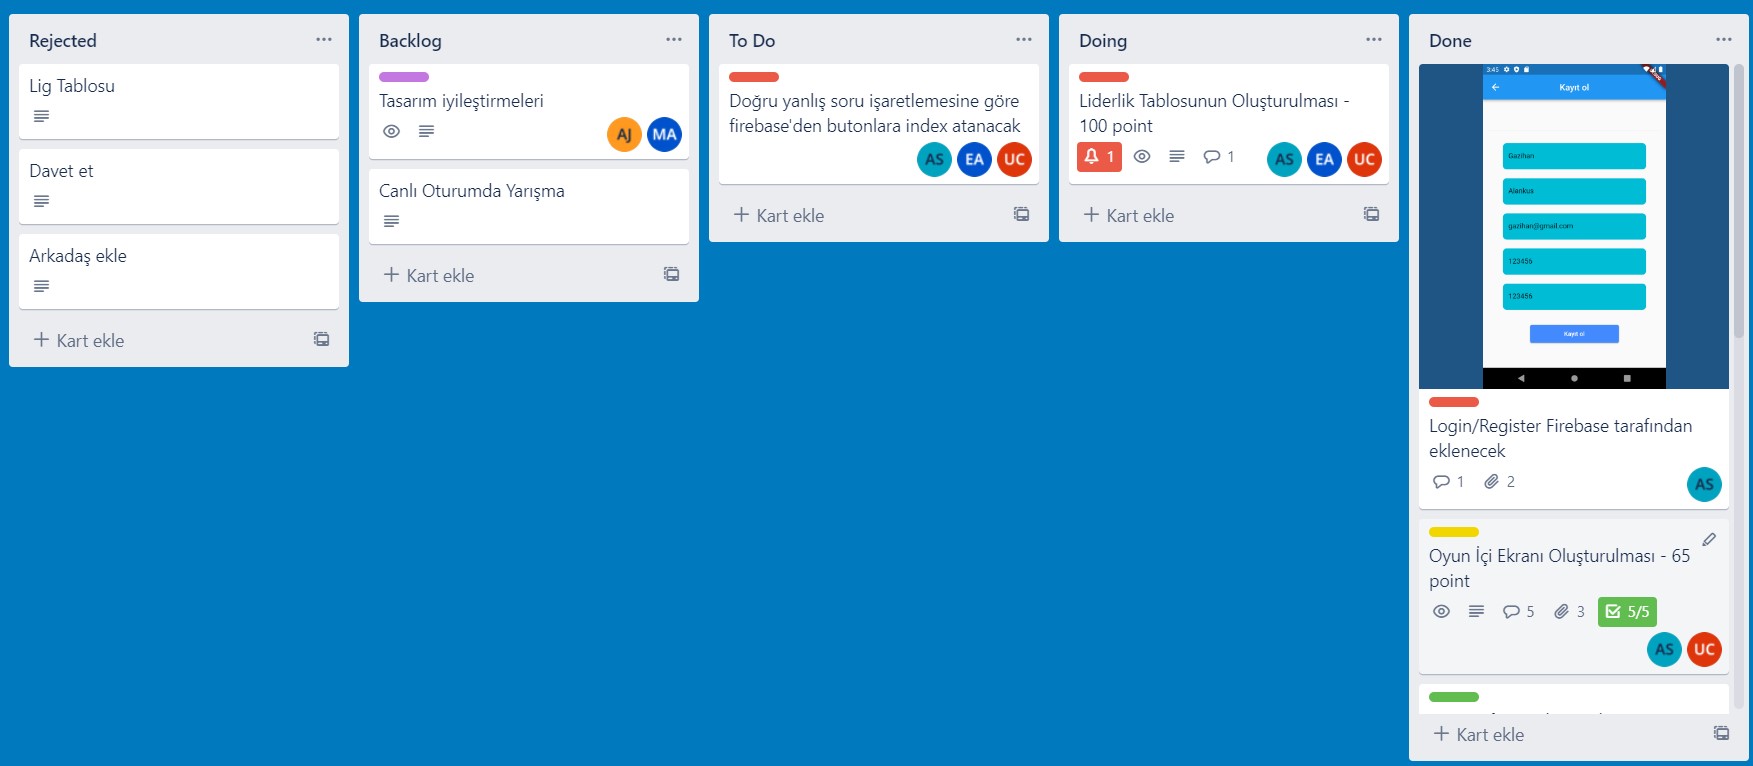 Rejected
Lig Tablosu
Davet et
Arkadaş ekle
Kart ekle
Backlog
Tasarım iyileştirmeleri
AJ MA
Canlı Oturumda Yarışma
Kart ekle
To Do
Doğru yanlış soru işaretlemesine göre
firebase'den butonlara index atanacak
AS EA UC
Kart ekle
Doing
Liderlik Tablosunun Oluşturulması -
100 point
1 1 AS EA UC
Kart ekle
Done
3:45
Kayıt ol
Gazihan
Alankus
gazihan@gmail.com
123456
123456
Kayıt ol
Login/Register Firebase tarafından
eklenecek
1 2 AS
Oyun İçi Ekranı Oluşturulması - 65
point
5 3 5/5
AS UC
Kart ekle